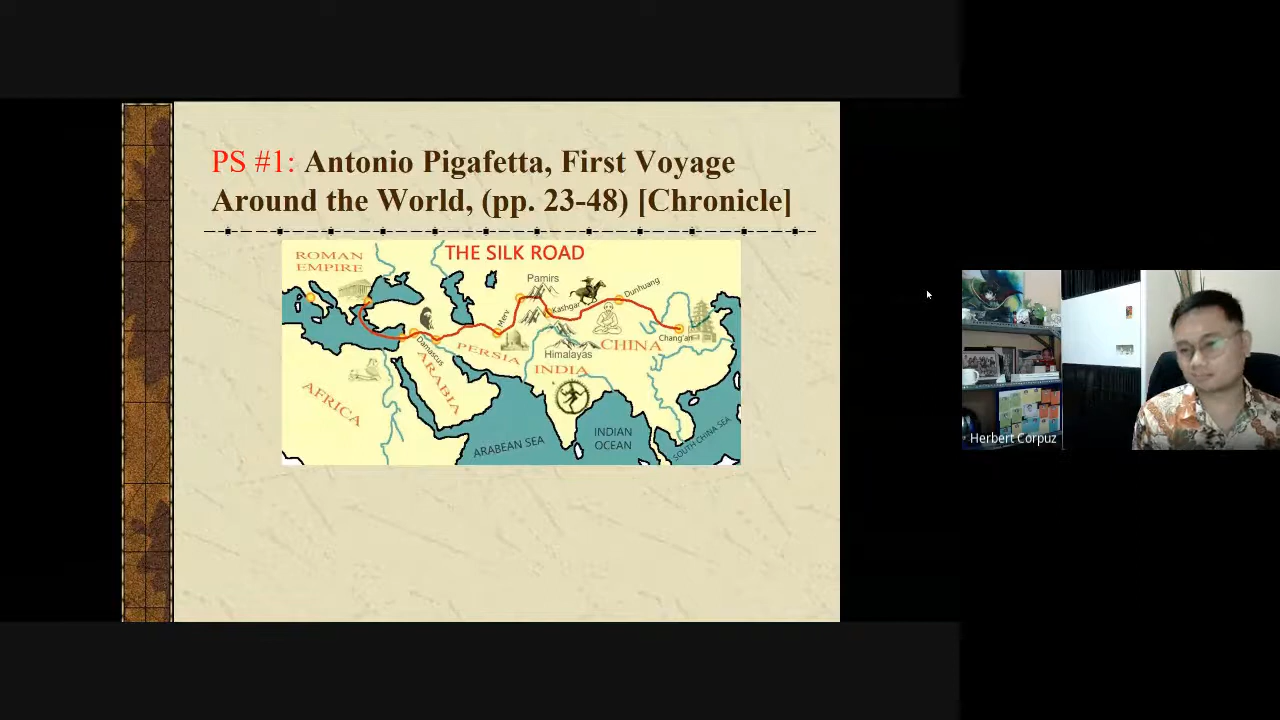 PS #1: Antonio Pigafetta, First Voyage
Around the World, (pp. 23-48) [Chronicle]
THE SILK ROAD
ROMAN
EMPIRE
Pamirs
Dunhuang
Kashgar
Merv
Chang'an
Damascus
PERSIA
Himalayas
CHINA
INDIA
ARABIA
AFRICA
ARABEAN SEA
INDIAN
OCEAN
SOUTH CHINA SEA
Herbert Corpuz